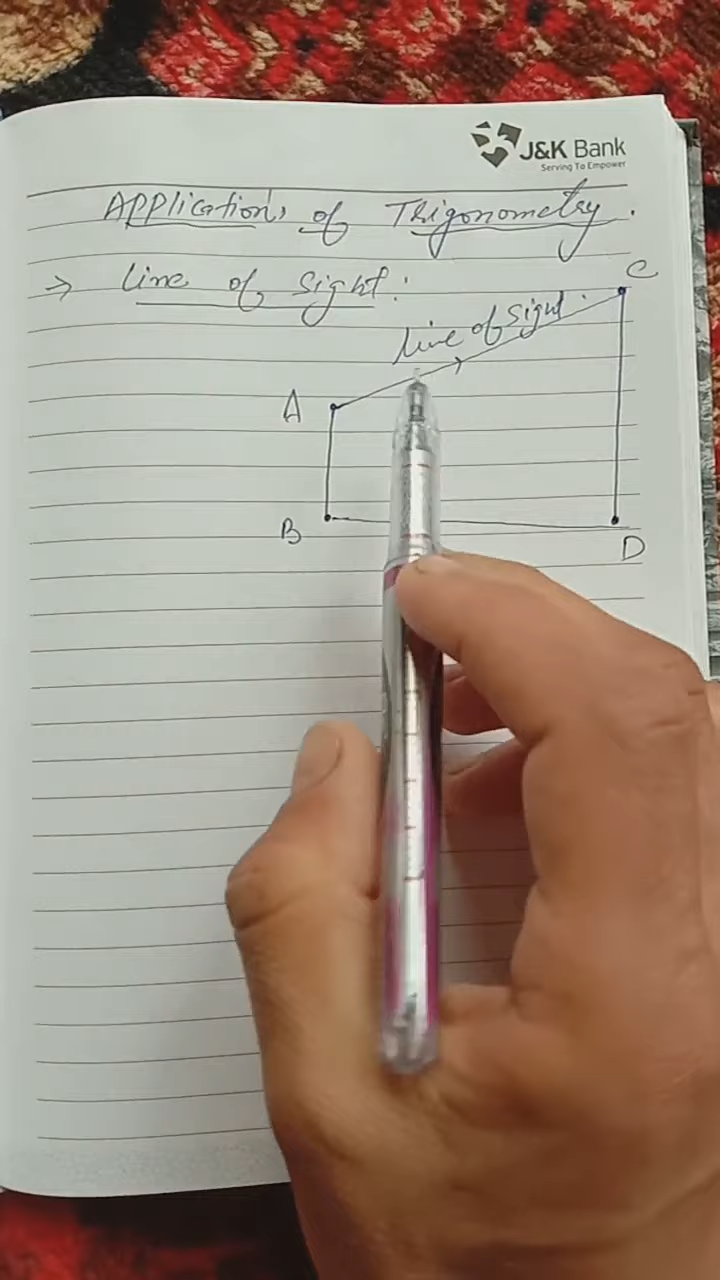 J&K Bank
Serving To Empower
Applications of Trigonometry.
→ Line of Sight:
C
line of Sight.
A
B
D